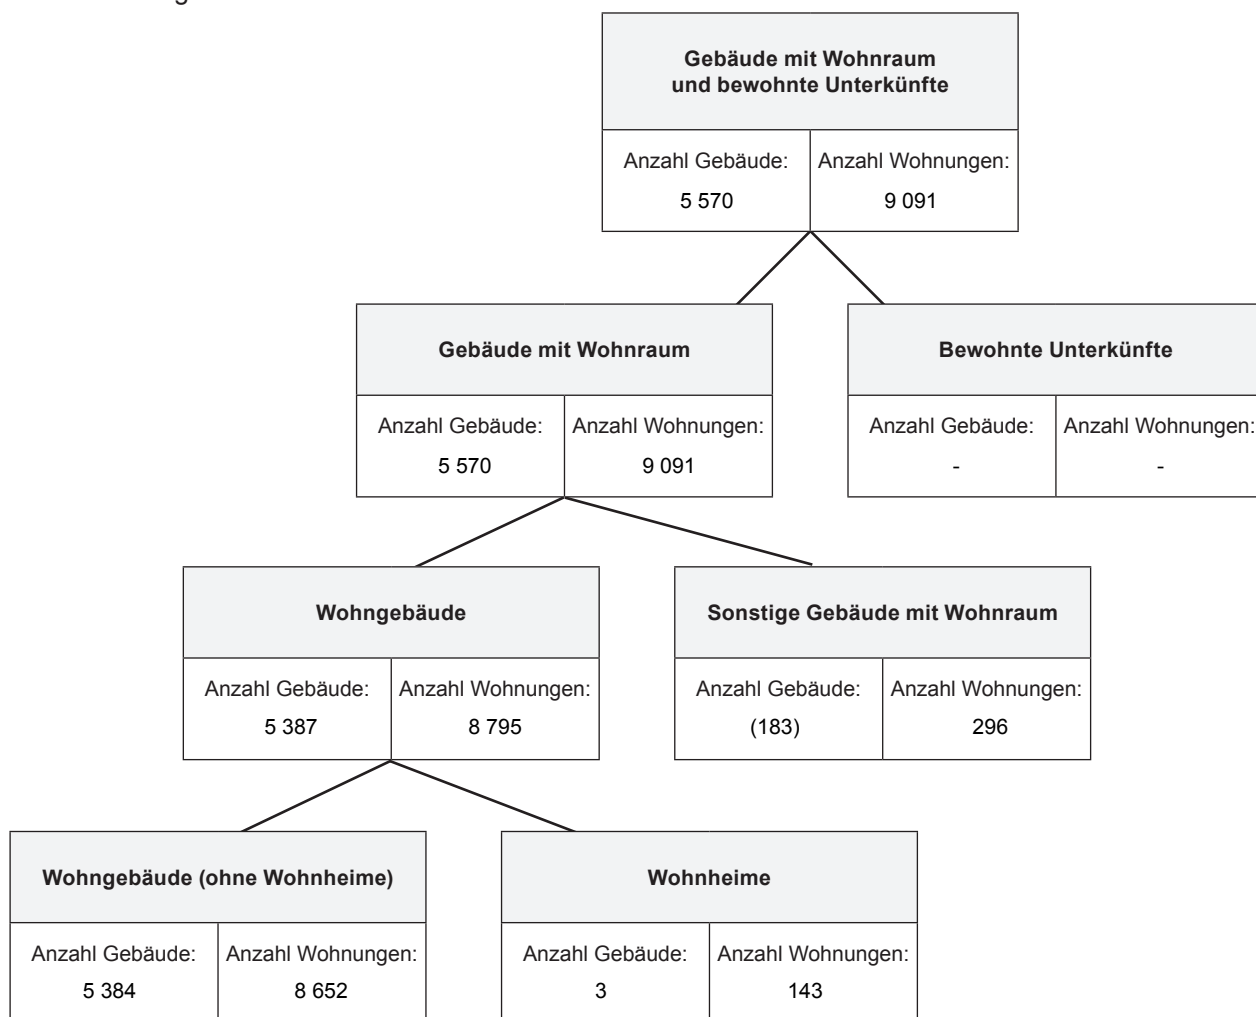 Gebäude mit Wohnraum
und bewohnte Unterkünfte
Anzahl Gebäude: Anzahl Wohnungen:
5 570 9 091
Gebäude mit Wohnraum Bewohnte Unterkünfte
Anzahl Gebäude: Anzahl Wohnungen: Anzahl Gebäude: Anzahl Wohnungen:
5 570 9 091 - -
Wohngebäude Sonstige Gebäude mit Wohnraum
Anzahl Gebäude: Anzahl Wohnungen: Anzahl Gebäude: Anzahl Wohnungen:
5 387 8 795 (183) 296
Wohngebäude (ohne Wohnheime) Wohnheime
Anzahl Gebäude: Anzahl Wohnungen: Anzahl Gebäude: Anzahl Wohnungen:
5 384 8 652 3 143